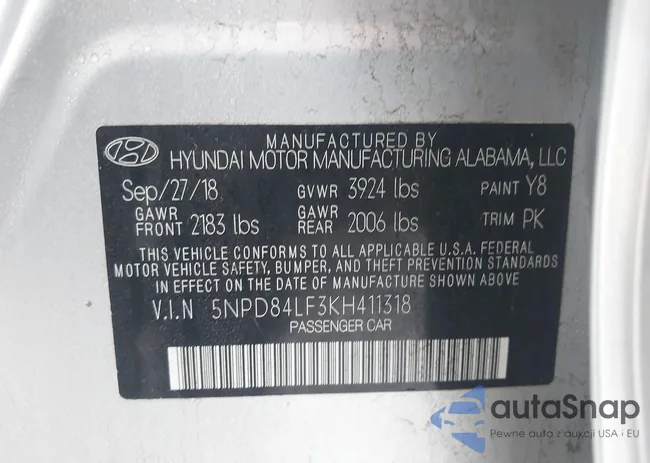 MANUFACTURED BY
HYUNDAI MOTOR MANUFACTURING ALABAMA, LLC
Sep/27/18 GVWR 3924 lbs PAINT Y8
GAWR FRONT 2183 lbs GAWR REAR 2006 lbs TRIM PK
THIS VEHICLE CONFORMS TO ALL APPLICABLE U.S.A. FEDERAL
MOTOR VEHICLE SAFETY, BUMPER, AND THEFT PREVENTION STANDARDS
IN EFFECT ON THE DATE OF MANUFACTURE SHOWN ABOVE.
V.I.N 5NPD84LF3KH411318
PASSENGER CAR
autaSnap
Pewne auta z aukcji USA i EU